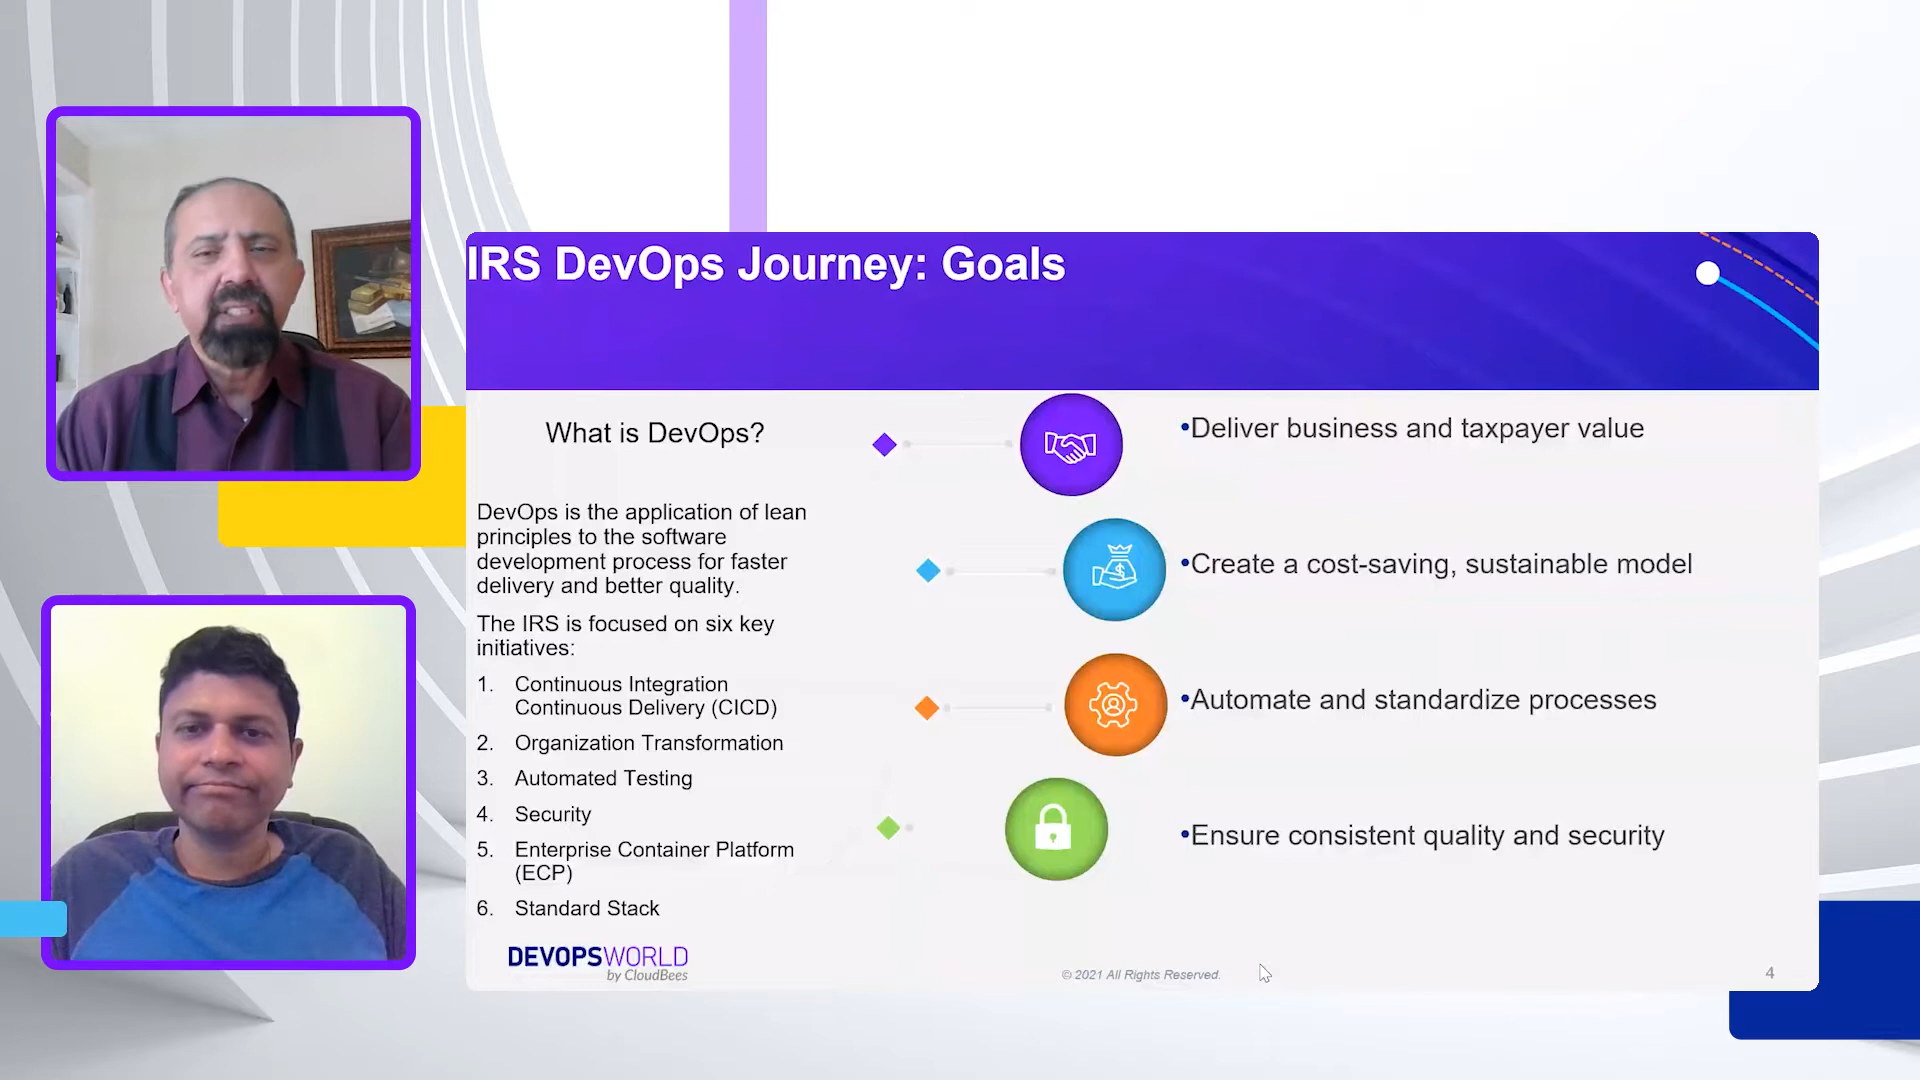 IRS DevOps Journey: Goals
What is DevOps?
DevOps is the application of lean
principles to the software
development process for faster
delivery and better quality.
The IRS is focused on six key
initiatives:
1. Continuous Integration
Continuous Delivery (CICD)
2. Organization Transformation
3. Automated Testing
4. Security
5. Enterprise Container Platform
(ECP)
6. Standard Stack
•Deliver business and taxpayer value
•Create a cost-saving, sustainable model
•Automate and standardize processes
•Ensure consistent quality and security
DEVOPSWORLD
by CloudBees
© 2021 All Rights Reserved.
4